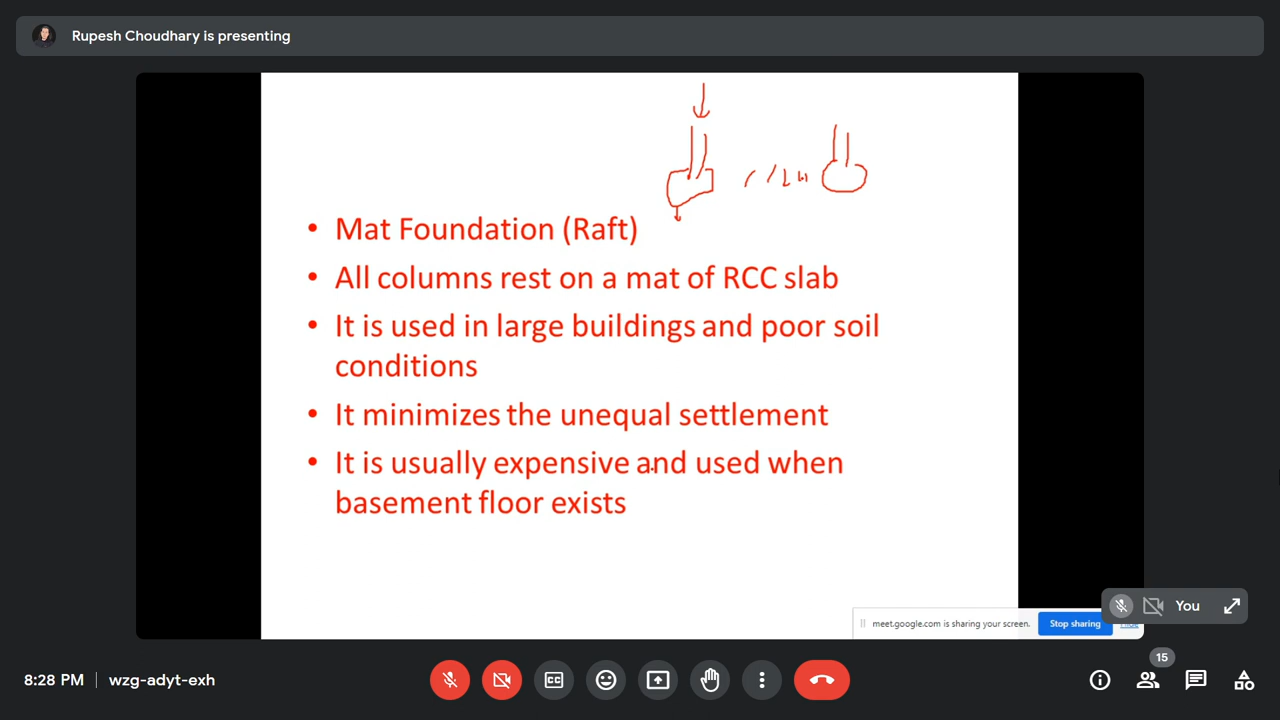 Rupesh Choudhary is presenting
• Mat Foundation (Raft)
• All columns rest on a mat of RCC slab
• It is used in large buildings and poor soil
conditions
• It minimizes the unequal settlement
• It is usually expensive and used when
basement floor exists
You
meet.google.com is sharing your screen.
Stop sharing
Hide
15
8:28 PM
wzg-adyt-exh